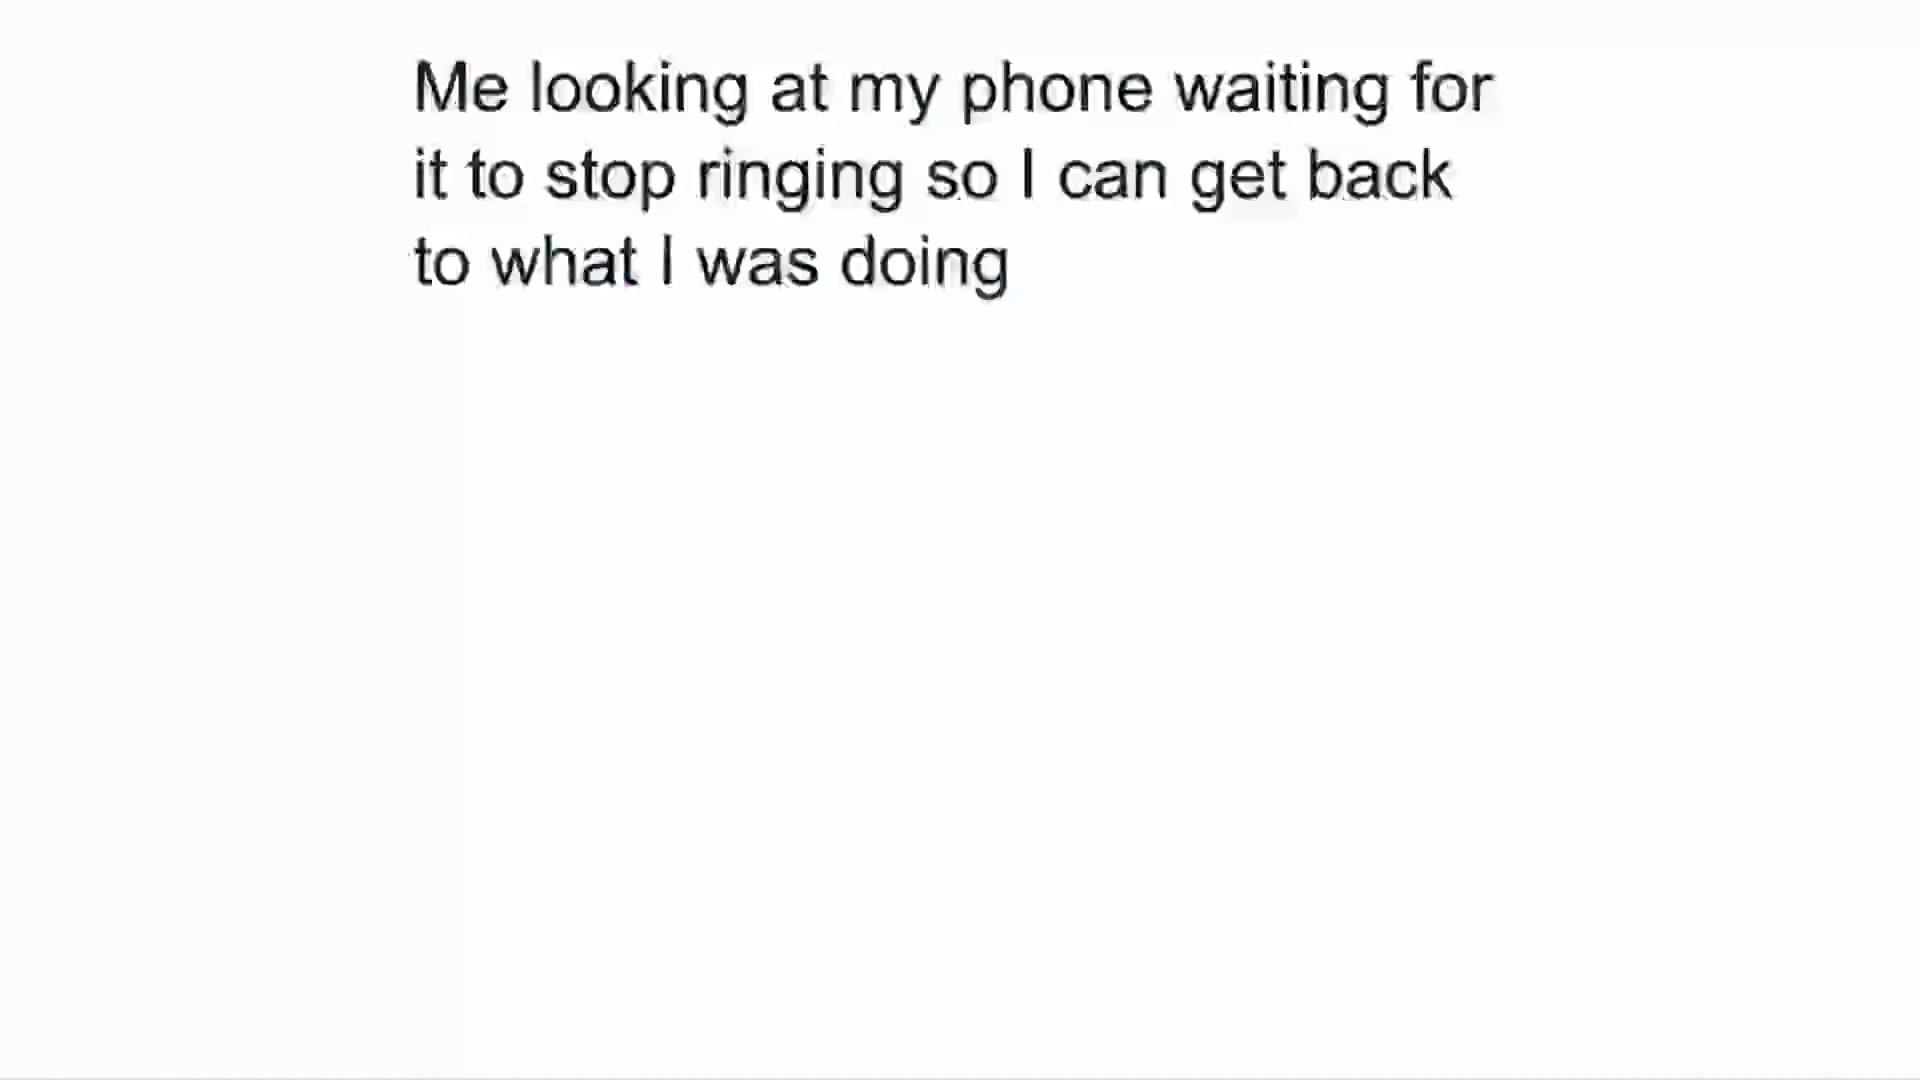 Me looking at my phone waiting for
it to stop ringing so I can get back
to what I was doing